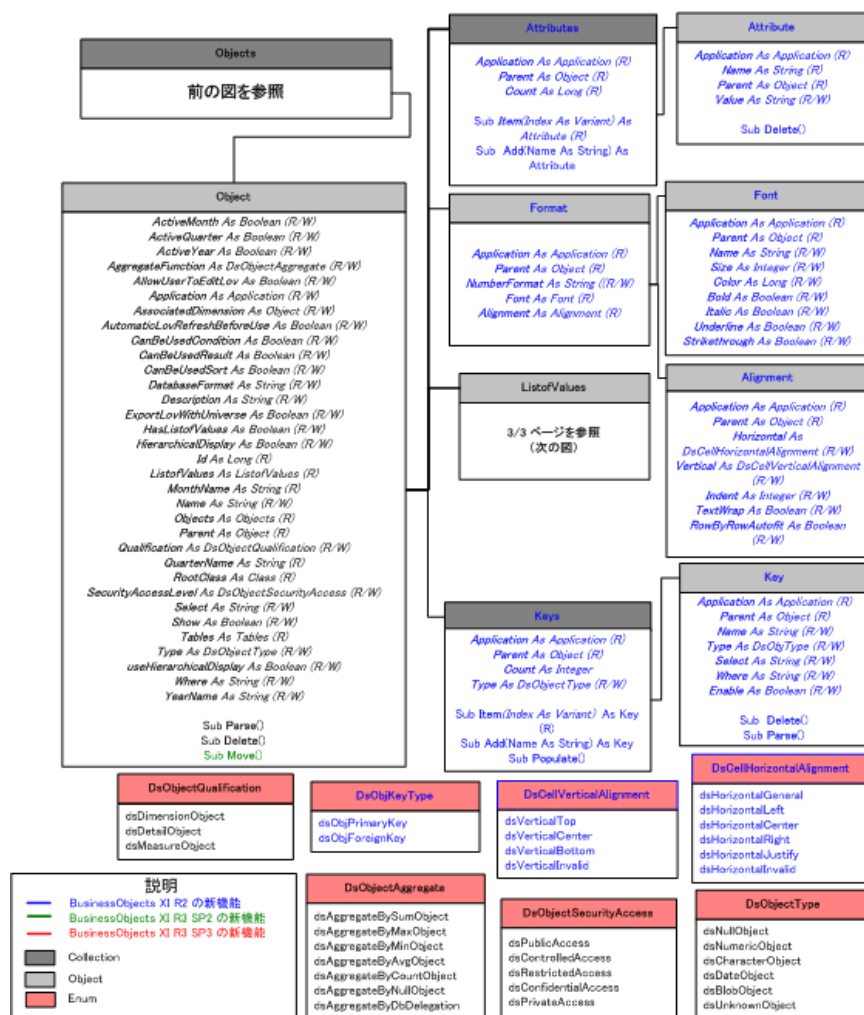 Objects
前の図を参照
Object
ActiveMonth As Boolean (R/W)
ActiveQuarter As Boolean (R/W)
ActiveYear As Boolean (R/W)
AggregateFunction As DsObjectAggregate (R/W)
AllowUserToEditLov As Boolean (R/W)
Application As Application (R/W)
AssociatedDimension As Object (R/W)
AutomaticLovRefreshBeforeUse As Boolean (R/W)
CanBeUsedCondition As Boolean (R/W)
CanBeUsedResult As Boolean (R/W)
CanBeUsedSort As Boolean (R/W)
DatabaseFormat As String (R/W)
Description As String (R/W)
ExportLovWithUniverse As Boolean (R/W)
HasListofValues As Boolean (R/W)
HierarchicalDisplay As Boolean (R/W)
Id As Long (R)
ListofValues As ListofValues (R)
MonthName As String (R)
Name As String (R/W)
Objects As Objects (R)
Parent As Object (R)
Qualification As DsObjectQualification (R/W)
QuarterName As String (R)
RootClass As Class (R)
SecurityAccessLevel As DsObjectSecurityAccess (R/W)
Select As String (R/W)
Show As Boolean (R/W)
Tables As Tables (R)
Type As DsObjectType (R/W)
useHierarchicalDisplay As Boolean (R/W)
Where As String (R/W)
YearName As String (R/W)
Sub Parse()
Sub Delete()
Sub Move()
Attributes
Application As Application (R)
Parent As Object (R)
Count As Long (R)
Sub Item(Index As Variant) As
Attribute (R)
Sub Add(Name As String) As
Attribute
Attribute
Application As Application (R)
Name As String (R)
Parent As Object (R)
Value As String (R/W)
Sub Delete()
Format
Application As Application (R)
Parent As Object (R)
NumberFormat As String ((R/W)
Font As Font (R)
Alignment As Alignment (R)
Font
Application As Application (R)
Parent As Object (R)
Name As String (R/W)
Size As Integer (R/W)
Color As Long (R/W)
Bold As Boolean (R/W)
Italic As Boolean (R/W)
Underline As Boolean (R/W)
Strikethrough As Boolean (R/W)
ListofValues
3/3 ページを参照
(次の図)
Alignment
Application As Application (R)
Parent As Object (R)
Horizontal As
DsCellHorizontalAlignment (R/W)
Vertical As DsCellVerticalAlignment
(R/W)
Indent As Integer (R/W)
TextWrap As Boolean (R/W)
RowByRowAutofit As Boolean
(R/W)
Keys
Application As Application (R)
Parent As Object (R)
Count As Integer
Type As DsObjectType (R/W)
Sub Item(Index As Variant) As Key
(R)
Sub Add(Name As String) As Key
Sub Populate()
Key
Application As Application (R)
Parent As Object (R)
Name As String (R/W)
Type As DsObjType (R/W)
Select As String (R/W)
Where As String (R/W)
Enable As Boolean (R/W)
Sub Delete()
Sub Parse()
DsObjectQualification
dsDimensionObject
dsDetailObject
dsMeasureObject
DsObjKeyType
dsObjPrimaryKey
dsObjForeignKey
DsCellVerticalAlignment
dsVerticalTop
dsVerticalCenter
dsVerticalBottom
dsVerticalInvalid
DsCellHorizontalAlignment
dsHorizontalGeneral
dsHorizontalLeft
dsHorizontalCenter
dsHorizontalRight
dsHorizontalJustify
dsHorizontalInvalid
説明
BusinessObjects XI R2 の新機能
BusinessObjects XI R3 SP2 の新機能
BusinessObjects XI R3 SP3 の新機能
Collection
Object
Enum
DsObjectAggregate
dsAggregateBySumObject
dsAggregateByMaxObject
dsAggregateByMinObject
dsAggregateByAvgObject
dsAggregateByCountObject
dsAggregateByNullObject
dsAggregateByDbDelegation
DsObjectSecurityAccess
dsPublicAccess
dsControlledAccess
dsRestrictedAccess
dsConfidentialAccess
dsPrivateAccess
DsObjectType
dsNullObject
dsNumericObject
dsCharacterObject
dsDateObject
dsBlobObject
dsUnknownObject